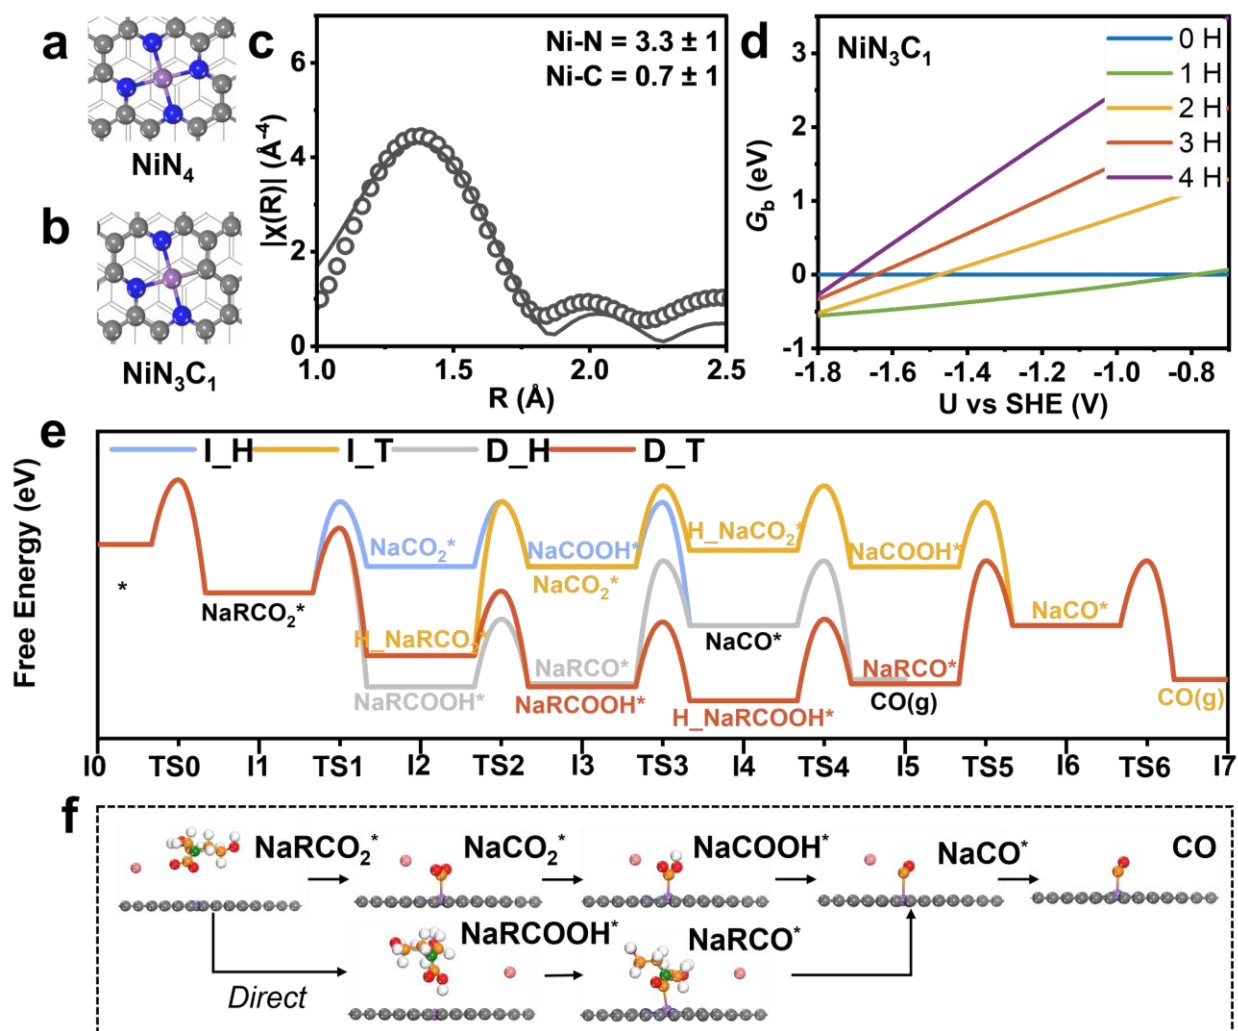 a
NiN₄
b
NiN₃C₁
c
Ni-N = 3.3 ± 1
Ni-C = 0.7 ± 1
|χ(R)| (Å⁻⁴)
6
4
2
0
1.0 1.5 2.0 2.5
R (Å)
d
NiN₃C₁
0 H
1 H
2 H
3 H
4 H
G_b (eV)
3
2
1
0
-1
-1.8 -1.6 -1.4 -1.2 -1.0 -0.8
U vs SHE (V)
e
I_H I_T D_H D_T
Free Energy (eV)
*
NaRCO₂*
NaCO₂*
H_NaRCO₂*
NaRCOOH*
NaCOOH*
NaCO₂*
NaRCO*
NaRCOOH*
H_NaCO₂*
NaCO*
H_NaRCOOH*
NaCOOH*
NaRCO*
CO(g)
NaCO*
CO(g)
I0 TS0 I1 TS1 I2 TS2 I3 TS3 I4 TS4 I5 TS5 I6 TS6 I7
f
NaRCO₂* NaCO₂* NaCOOH* NaCO* CO
NaRCOOH* NaRCO*
Direct